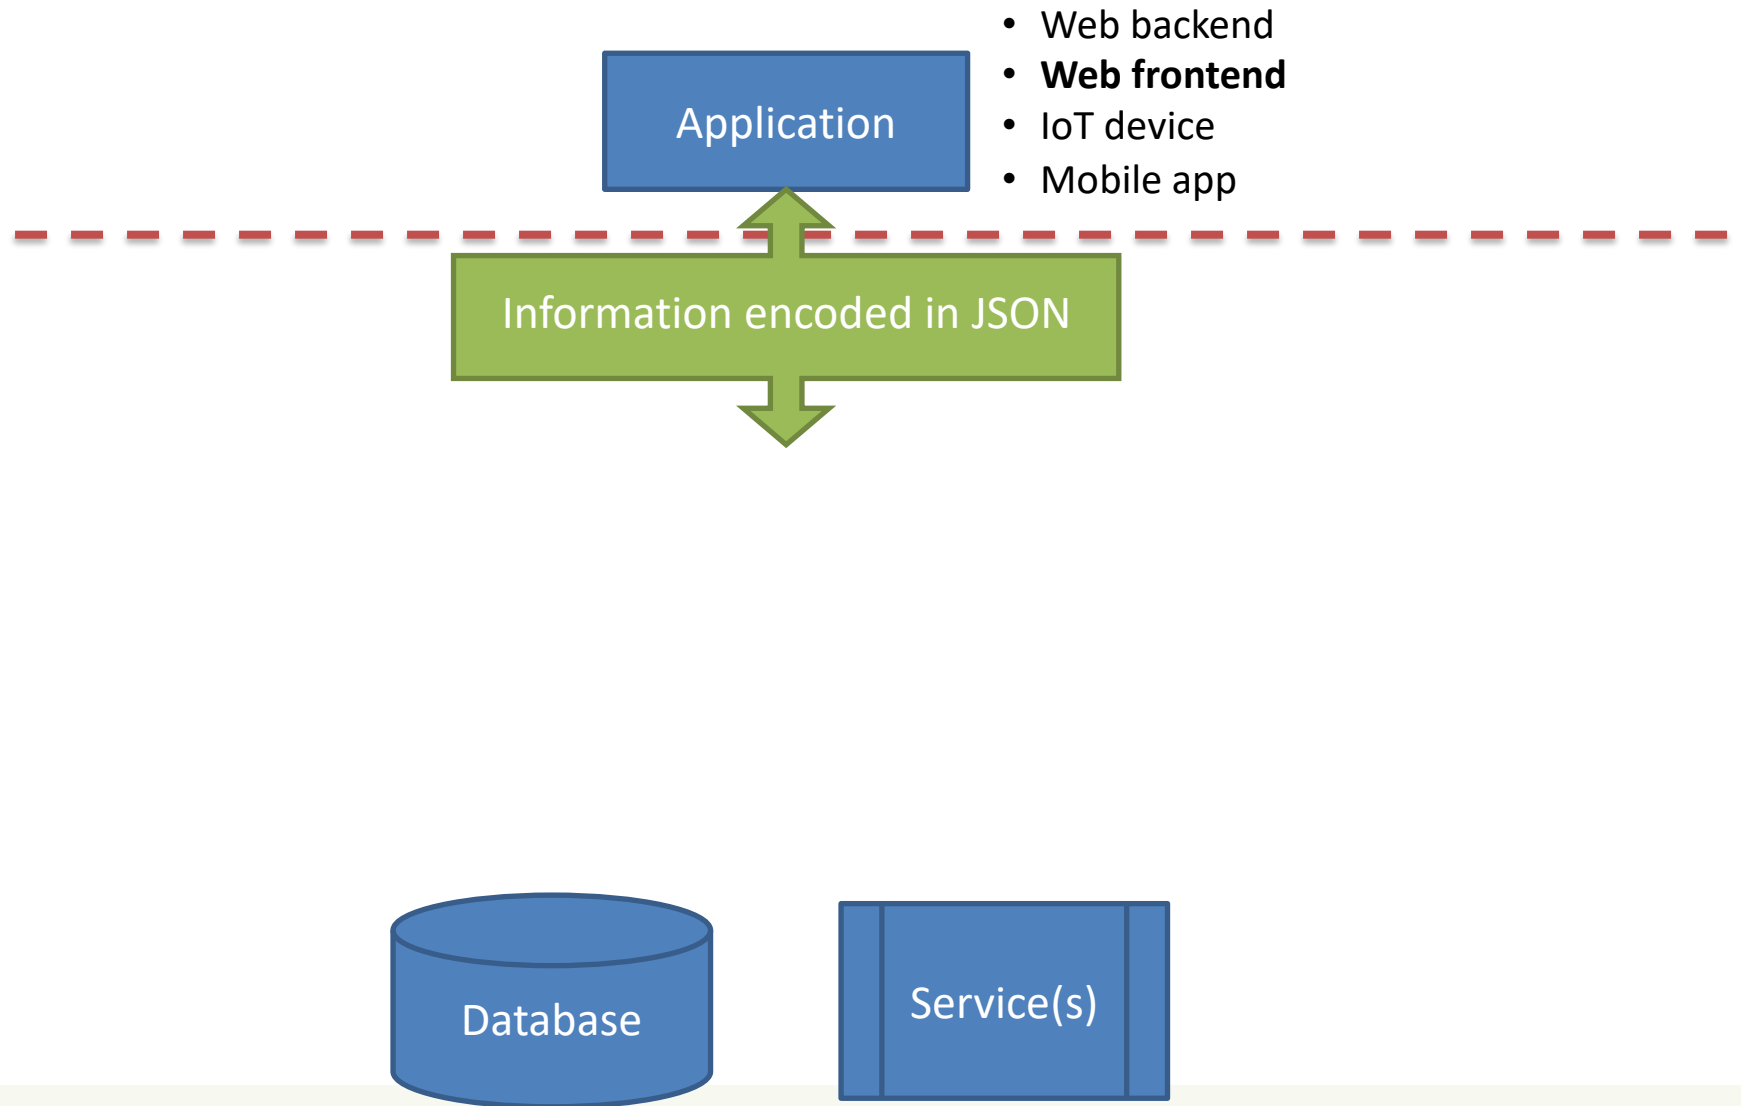 • Web backend
• Web frontend
Application
• IoT device
• Mobile app
Information encoded in JSON
Database
Service(s)